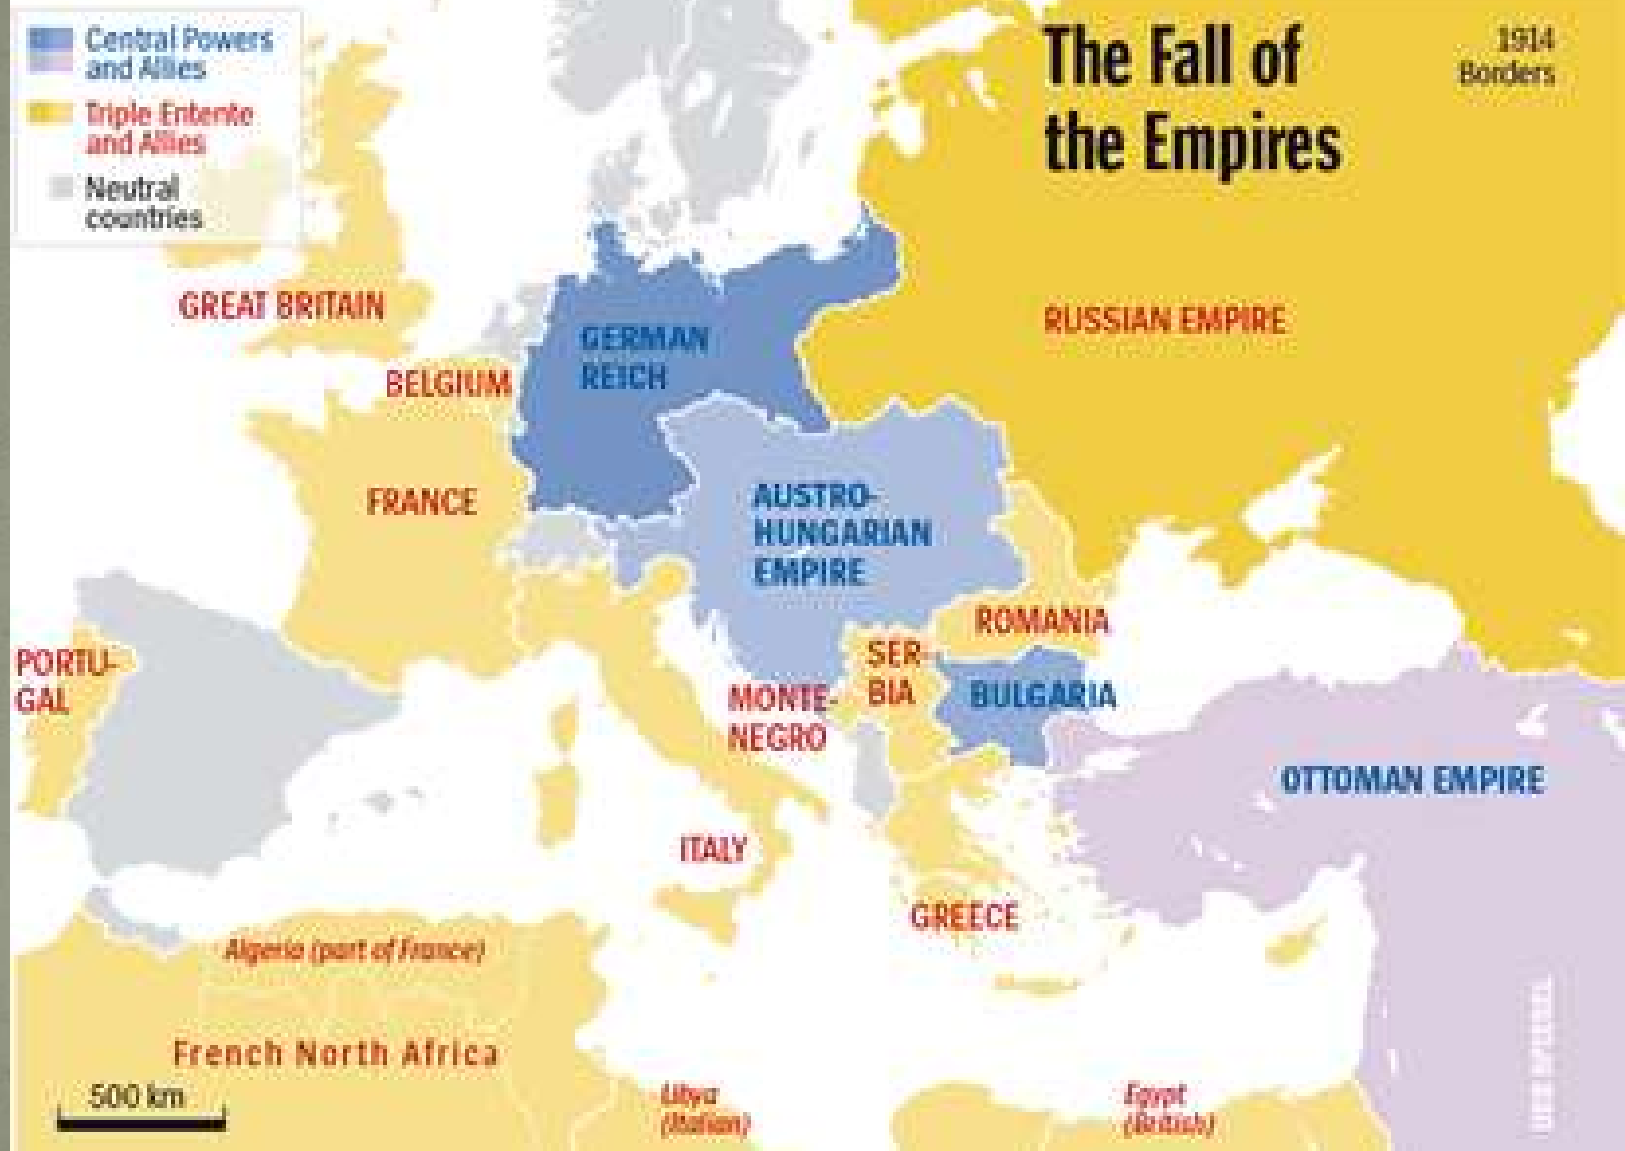 Central Powers
and Allies
Triple Entente
and Allies
Neutral
countries
The Fall of
the Empires
1914
Borders
GREAT BRITAIN
BELGIUM
GERMAN
REICH
RUSSIAN EMPIRE
FRANCE
AUSTRO-
HUNGARIAN
EMPIRE
ROMANIA
PORTU-
GAL
SER-
BIA
MONTE-
NEGRO
BULGARIA
OTTOMAN EMPIRE
ITALY
GREECE
Algeria (part of France)
French North Africa
500 km
Libya
(Italian)
Egypt
(British)
DER SPIEGEL